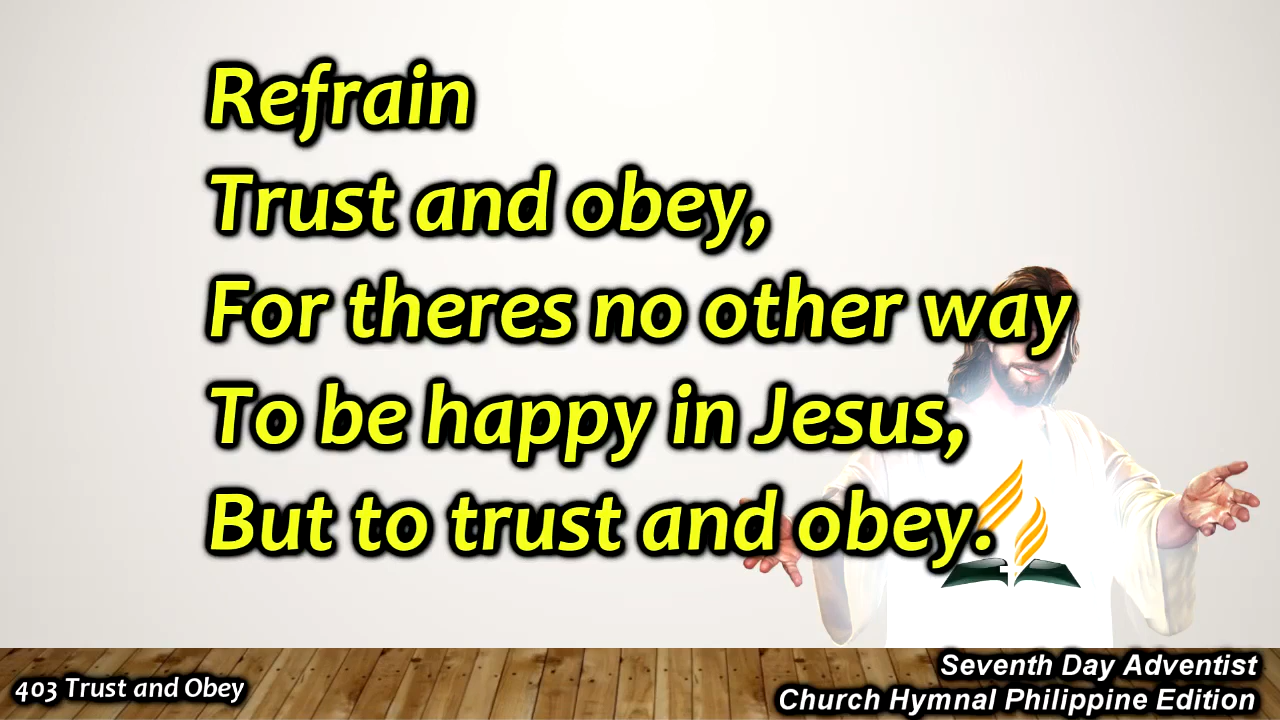 Refrain
Trust and obey,
For theres no other way
To be happy in Jesus,
But to trust and obey.
403 Trust and Obey
Seventh Day Adventist
Church Hymnal Philippine Edition